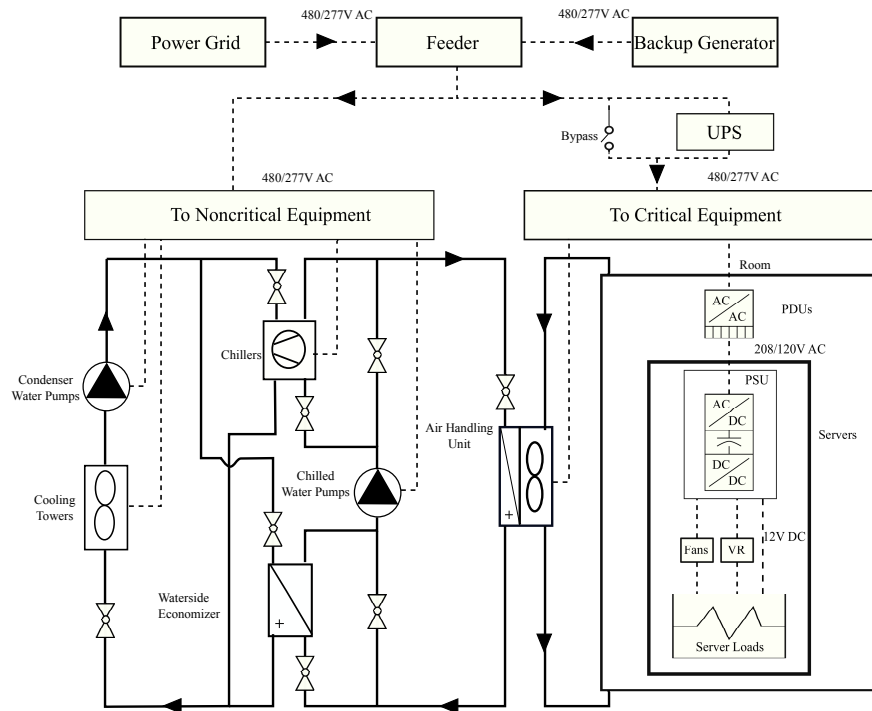 480/277V AC
480/277V AC
Power Grid
Feeder
Backup Generator
Bypass
UPS
480/277V AC
480/277V AC
To Noncritical Equipment
To Critical Equipment
Room
AC
AC
PDUs
208/120V AC
Chillers
PSU
Condenser
Water Pumps
AC
DC
Air Handling
Unit
Servers
DC
DC
Chilled
Water Pumps
Cooling
Towers
+
12V DC
Fans
VR
Waterside
Economizer
+
Server Loads